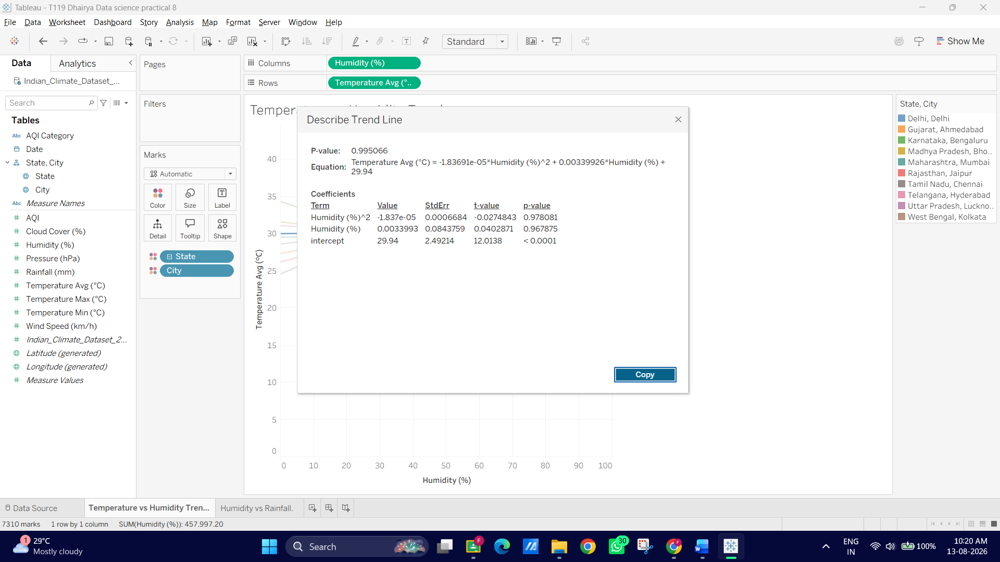 Tableau - T119 Dhairya Data science practical 8
File Data Worksheet Dashboard Story Analysis Map Format Server Window Help
Standard
Show Me
Data Analytics
Indian_Climate_Dataset_...
Search
Tables
Abc AQI Category
Date
State, City
State
City
Abc Measure Names
AQI
Cloud Cover (%)
Humidity (%)
Pressure (hPa)
Rainfall (mm)
Temperature Avg (°C)
Temperature Max (°C)
Temperature Min (°C)
Wind Speed (km/h)
Indian_Climate_Dataset_2...
Latitude (generated)
Longitude (generated)
Measure Values
Pages
Filters
Marks
Automatic
Color Size Label
Detail Tooltip Shape
State
City
Columns Humidity (%)
Rows Temperature Avg (°..
Describe Trend Line
P-value: 0.995066
Equation: Temperature Avg (°C) = -1.83691e-05*Humidity (%)^2 + 0.00339926*Humidity (%) +
29.94
Coefficients
Term Value StdErr t-value p-value
Humidity (%)^2 -1.837e-05 0.0006684 -0.0274843 0.978081
Humidity (%) 0.0033993 0.0843759 0.0402871 0.967875
intercept 29.94 2.49214 12.0138 < 0.0001
Copy
40
35
30
25
20
15
10
5
0
Temperature Avg (°C)
0 10 20 30 40 50 60 70 80 90 100
Humidity (%)
State, City
Delhi, Delhi
Gujarat, Ahmedabad
Karnataka, Bengaluru
Madhya Pradesh, Bho..
Maharashtra, Mumbai
Rajasthan, Jaipur
Tamil Nadu, Chennai
Telangana, Hyderabad
Uttar Pradesh, Luckno..
West Bengal, Kolkata
Data Source Temperature vs Humidity Tren... Humidity vs Rainfall.
7310 marks 1 row by 1 column SUM(Humidity (%)): 457,997.20
1
29°C
Mostly cloudy
Search
F
30
F
W
ENG
IN
100%
10:20 AM
13-08-2026